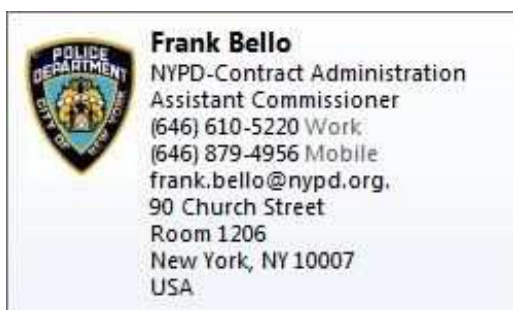 POLICE
DEPARTMENT
CITY OF NEW YORK
Frank Bello
NYPD-Contract Administration
Assistant Commissioner
(646) 610-5220 Work
(646) 879-4956 Mobile
frank.bello@nypd.org.
90 Church Street
Room 1206
New York, NY 10007
USA